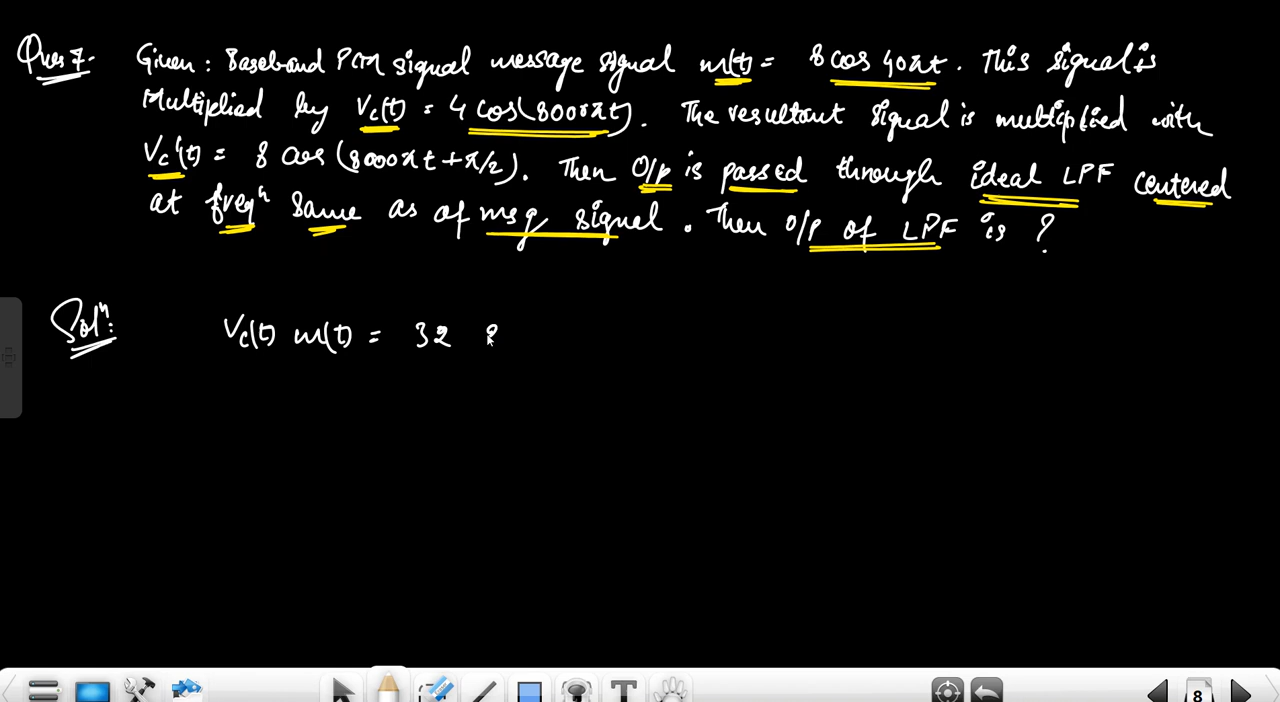 Ques 7. Given : Baseband PAM signal message signal m(t) = 8 cos 40πt . This signal is
Multiplied by Vc(t) = 4 cos(8000πt). The resultant signal is multiplied with
Vc'(t) = 8 cos (8000πt + π/2). Then O/p is passed through ideal LPF centered
at freqⁿ same as of msg signal . Then O/p of LPF is ?
Solⁿ: Vc(t) m(t) = 32
8